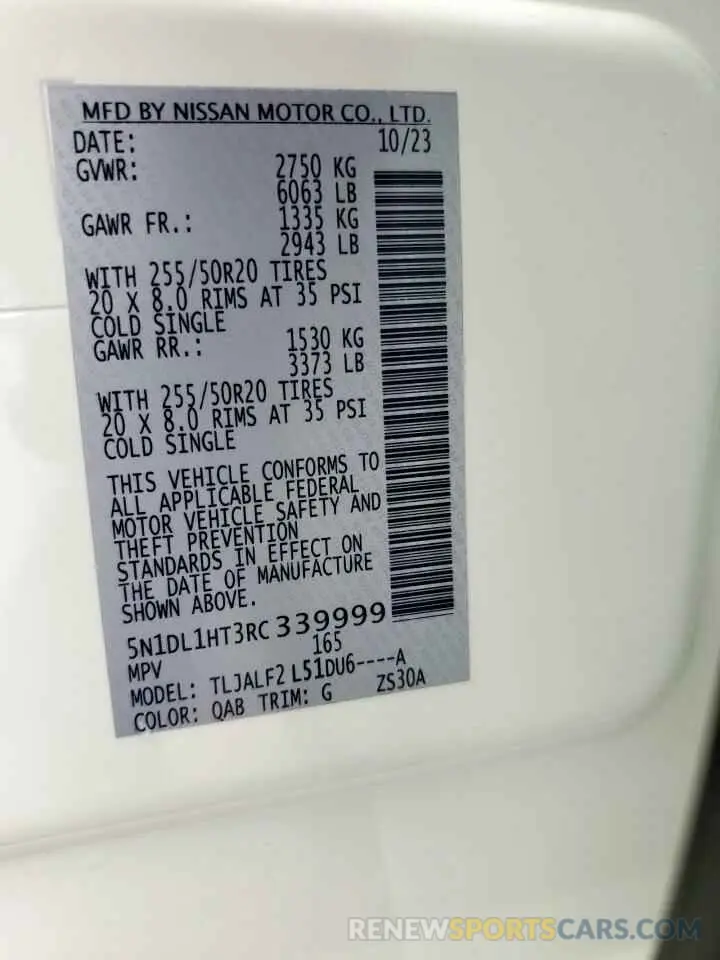 MFD BY NISSAN MOTOR CO., LTD.
DATE: 10/23
GVWR: 2750 KG
6063 LB
GAWR FR.: 1335 KG
2943 LB
WITH 255/50R20 TIRES
20 X 8.0 RIMS AT 35 PSI
COLD SINGLE
GAWR RR.: 1530 KG
3373 LB
WITH 255/50R20 TIRES
20 X 8.0 RIMS AT 35 PSI
COLD SINGLE
THIS VEHICLE CONFORMS TO
ALL APPLICABLE FEDERAL
MOTOR VEHICLE SAFETY AND
THEFT PREVENTION
STANDARDS IN EFFECT ON
THE DATE OF MANUFACTURE
SHOWN ABOVE.
5N1DL1HT3RC339999
MPV 165
MODEL: TLJALF2 L51DU6----A
COLOR: QAB TRIM: G ZS30A
RENEWSPORTSCARS.COM